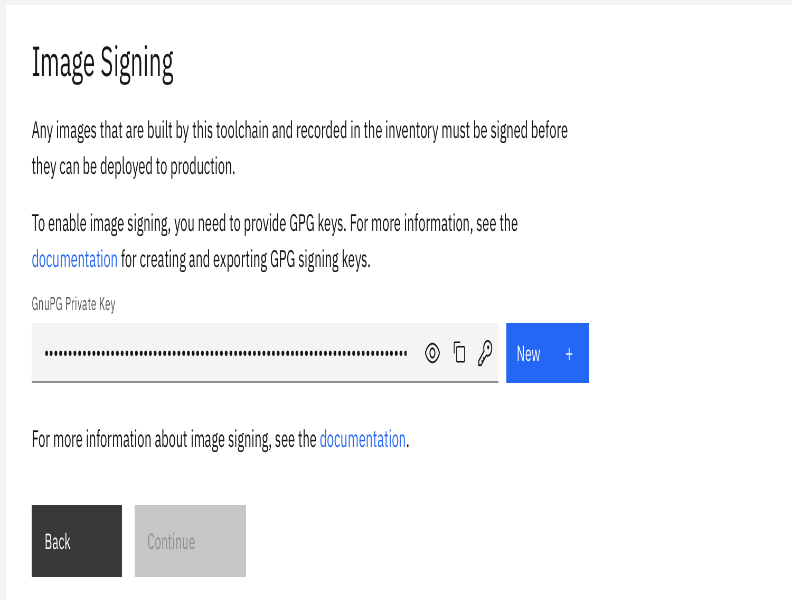 Image Signing
Any images that are built by this toolchain and recorded in the inventory must be signed before
they can be deployed to production.
To enable image signing, you need to provide GPG keys. For more information, see the
documentation for creating and exporting GPG signing keys.
GnuPG Private Key
New +
For more information about image signing, see the documentation.
Back
Continue